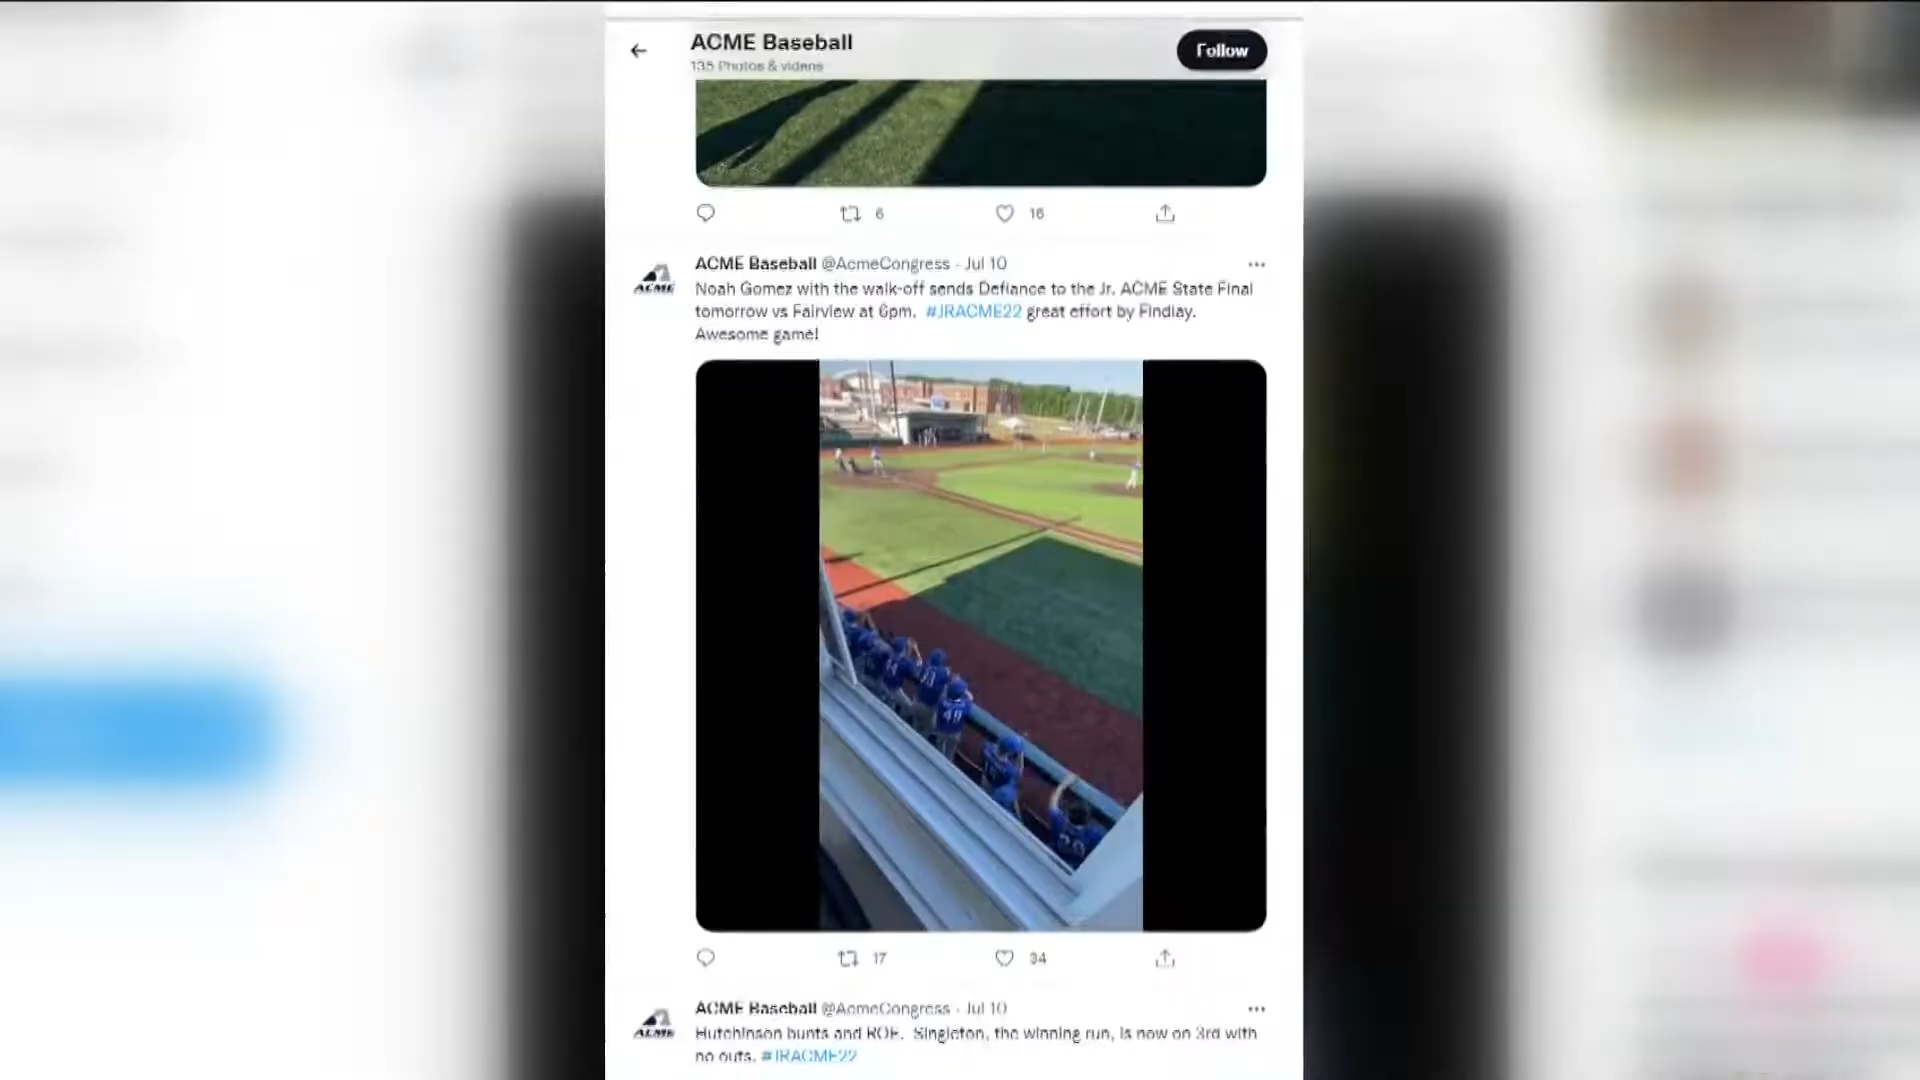 ACME Baseball
135 Photos & videos
Follow
6
16
ACME Baseball @AcmeCongress · Jul 10
ACME
Noah Gomez with the walk-off sends Defiance to the Jr. ACME State Final
tomorrow vs Fairview at 6pm. #JRACME22 great effort by Findlay.
Awesome game!
49
17
34
ACME Baseball @AcmeCongress · Jul 10
ACME
Hutchinson bunts and ROE. Singleton, the winning run, is now on 3rd with
no outs. #JRACME22